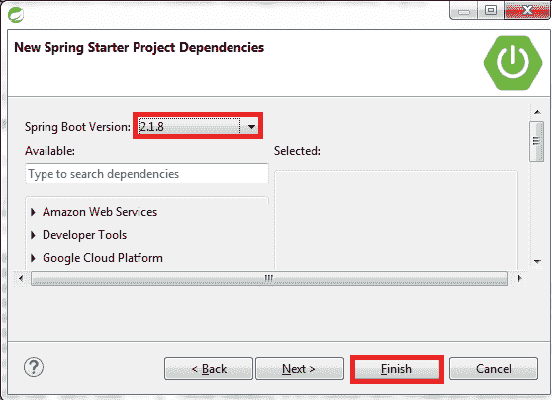 New Spring Starter Project Dependencies
Spring Boot Version: 2.1.8
Available: Selected:
Type to search dependencies
Amazon Web Services
Developer Tools
Google Cloud Platform
< Back Next > Finish Cancel